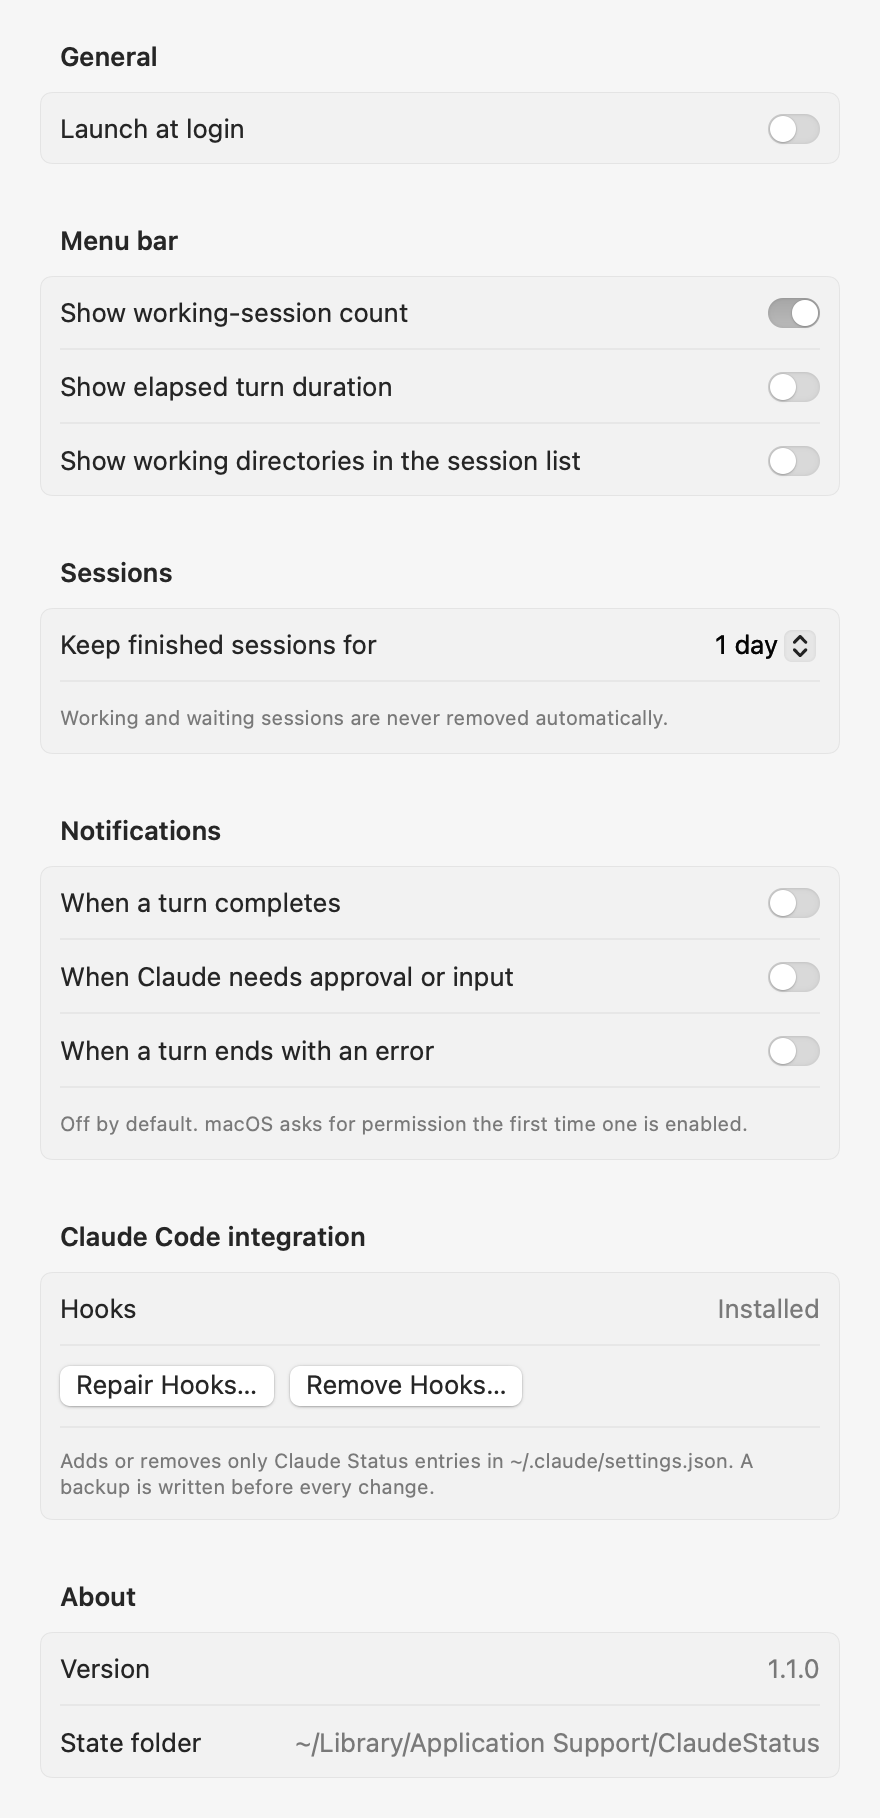 General
Launch at login
Menu bar
Show working-session count
Show elapsed turn duration
Show working directories in the session list
Sessions
Keep finished sessions for 1 day
Working and waiting sessions are never removed automatically.
Notifications
When a turn completes
When Claude needs approval or input
When a turn ends with an error
Off by default. macOS asks for permission the first time one is enabled.
Claude Code integration
Hooks Installed
Repair Hooks... Remove Hooks...
Adds or removes only Claude Status entries in ~/.claude/settings.json. A
backup is written before every change.
About
Version 1.1.0
State folder ~/Library/Application Support/ClaudeStatus